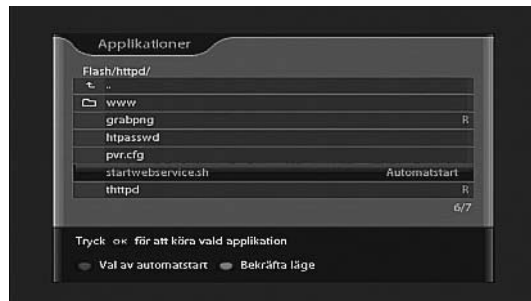 Applikationer
Flash/httpd/
..
www
grabpng R
htpasswd
pvr.cfg
startwebservice.sh Automatstart
thttpd R
6/7
Tryck OK för att köra vald applikation
Val av automatstart Bekräfta läge